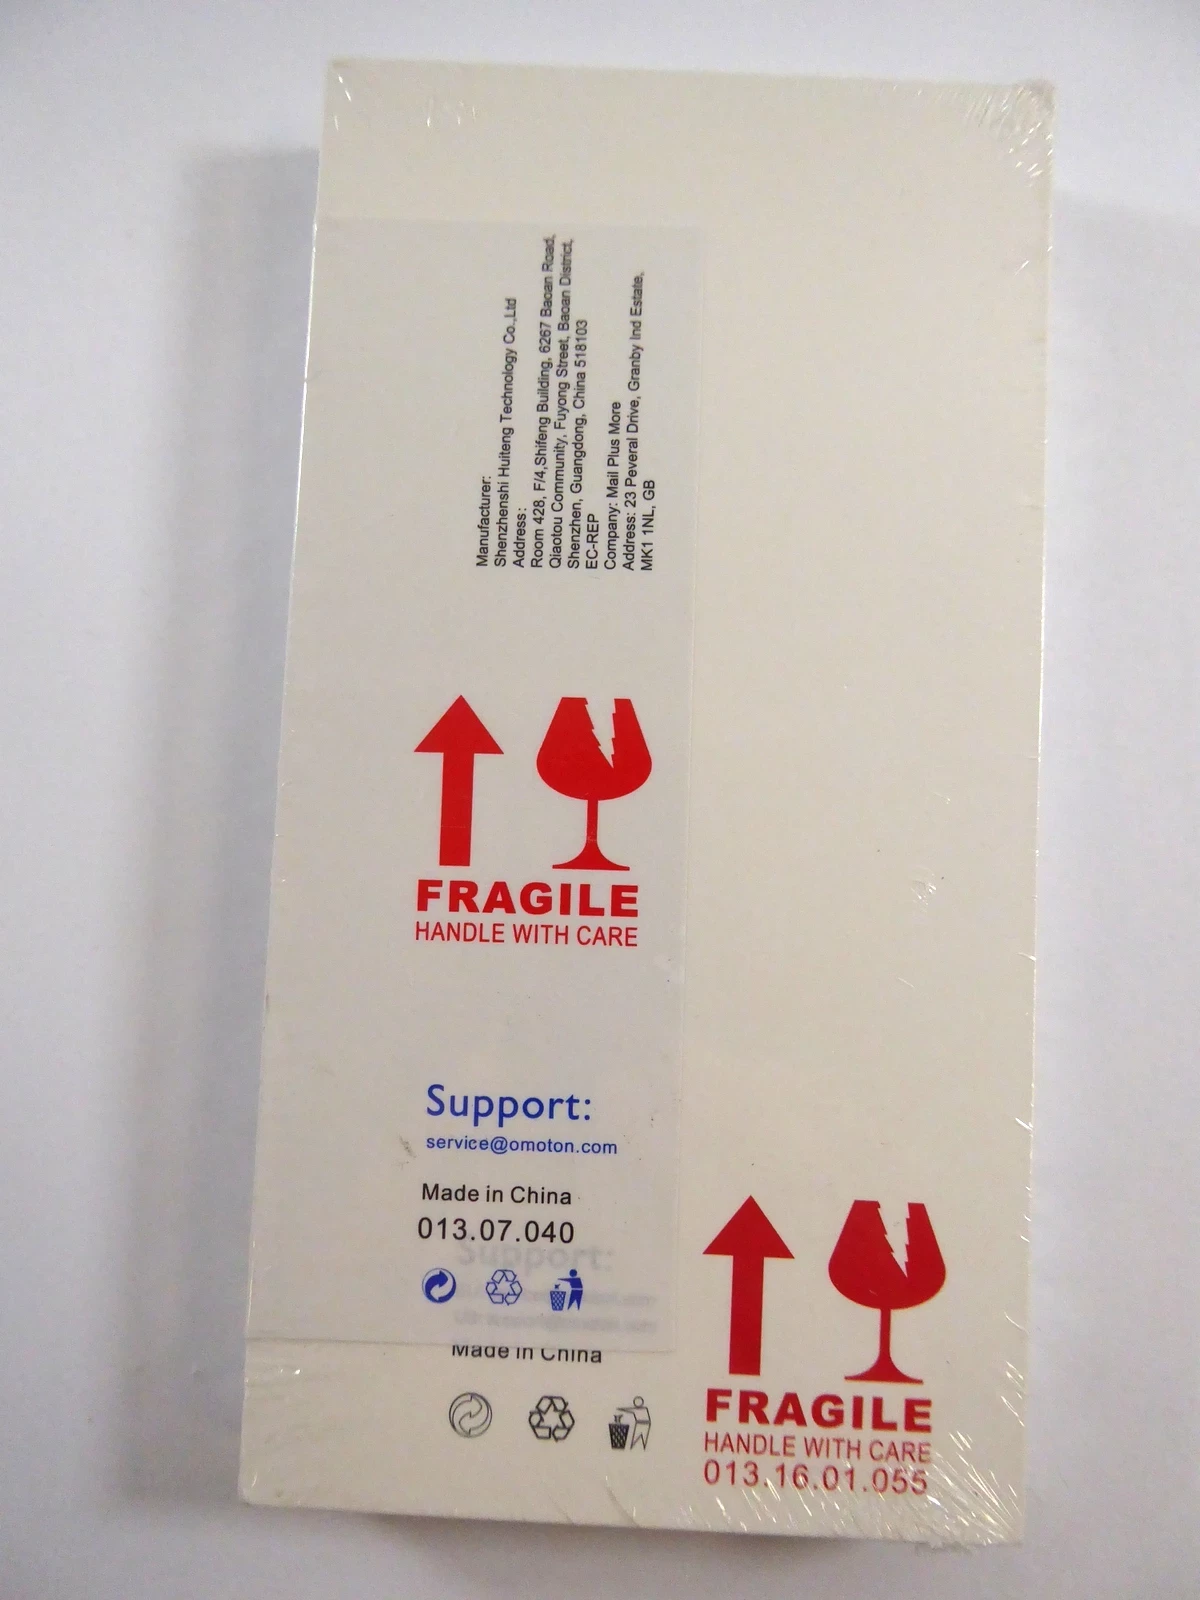 Manufacturer:
Shenzhenshi Huiteng Technology Co.,Ltd
Address:
Room 428, F/4,Shifeng Building, 6267 Baoan Road,
Qiaotou Community, Fuyong Street, Baoan District,
Shenzhen, Guangdong, China 518103
EC-REP
Company: Mail Plus More
Address: 23 Peveral Drive, Granby Ind Estate,
MK1 1NL, GB
FRAGILE
HANDLE WITH CARE
Support:
service@omoton.com
Made in China
013.07.040
Support:
Made in China
FRAGILE
HANDLE WITH CARE
013.16.01.055